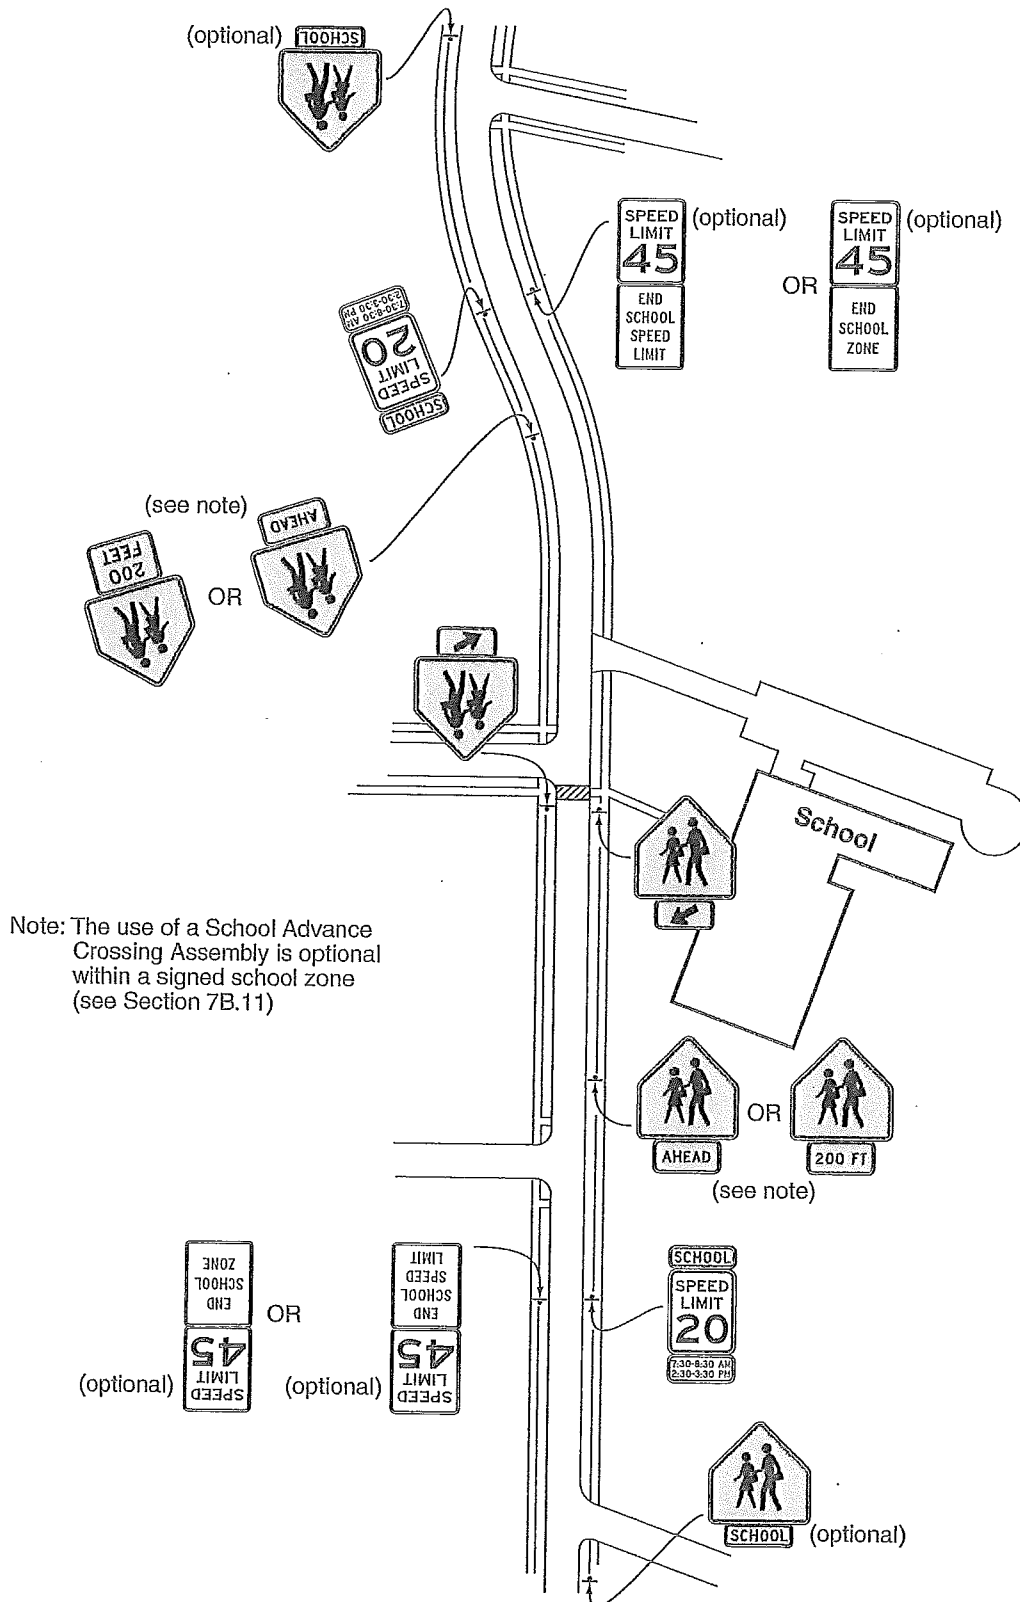 (optional)
SCHOOL
SPEED
LIMIT
45
(optional)
END
SCHOOL
SPEED
LIMIT
OR
SPEED
LIMIT
45
(optional)
END
SCHOOL
ZONE
SCHOOL
SPEED
LIMIT
20
7:30-8:30 AM
2:30-3:30 PM
(see note)
200
FEET
OR
AHEAD
School
Note: The use of a School Advance
Crossing Assembly is optional
within a signed school zone
(see Section 7B.11)
AHEAD
OR
200 FT
(see note)
SPEED
LIMIT
45
END
SCHOOL
ZONE
(optional)
OR
SPEED
LIMIT
45
END
SCHOOL
SPEED
LIMIT
(optional)
SCHOOL
SPEED
LIMIT
20
7:30-8:30 AM
2:30-3:30 PM
SCHOOL
(optional)